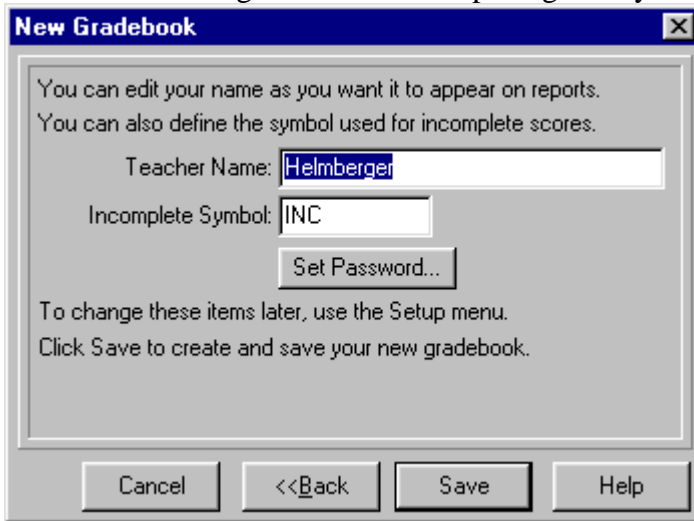 New Gradebook
You can edit your name as you want it to appear on reports.
You can also define the symbol used for incomplete scores.
Teacher Name: Helmberger
Incomplete Symbol: INC
Set Password...
To change these items later, use the Setup menu.
Click Save to create and save your new gradebook.
Cancel <<Back Save Help